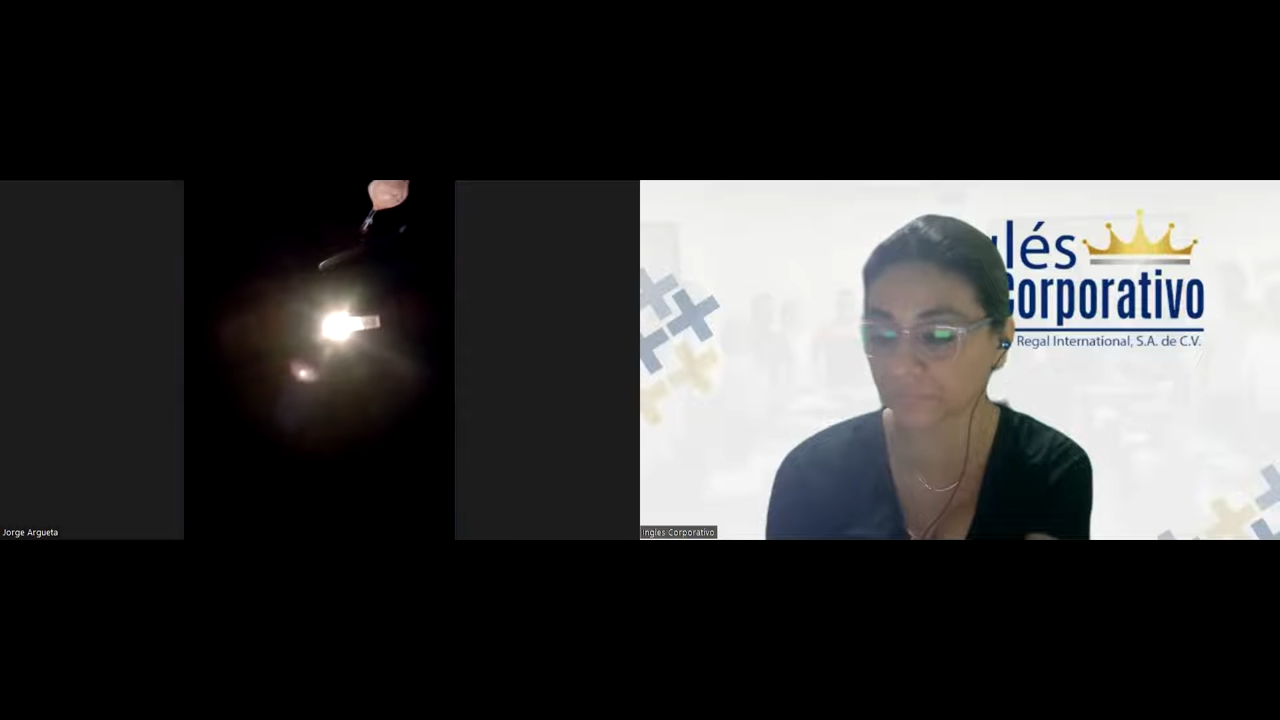 lés
Corporativo
Regal International, S.A. de C.V.
Jorge Argueta
Ingles Corporativo